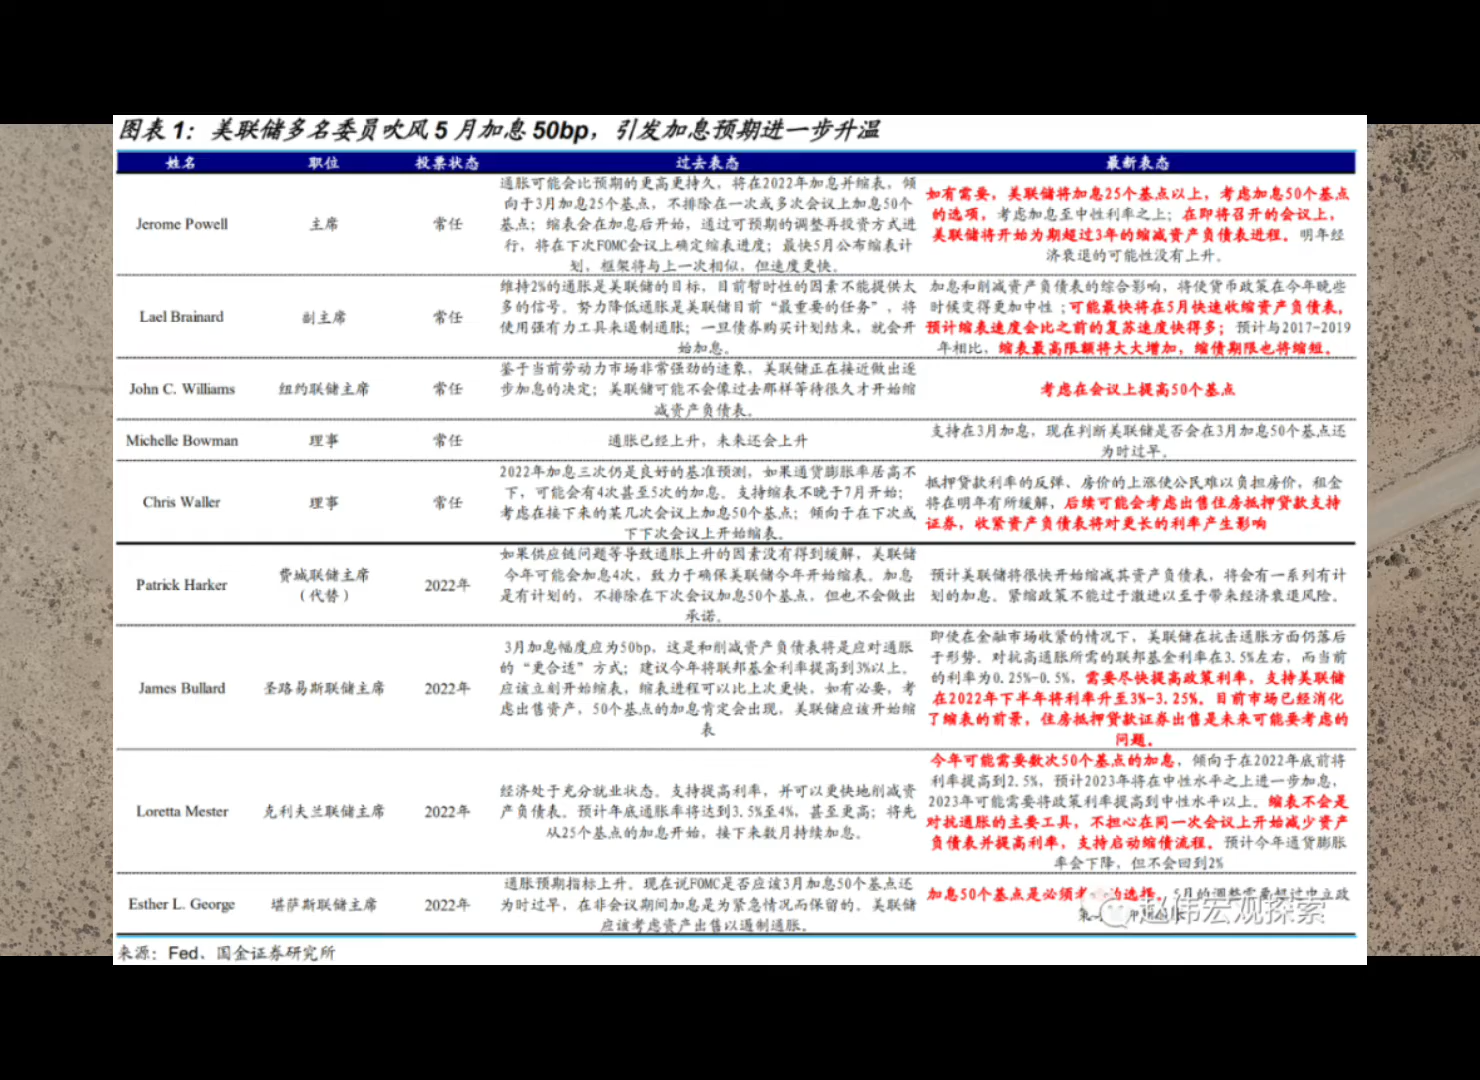 图表 1：美联储多名委员吹风 5 月加息 50bp，引发加息预期进一步升温
姓名 职位 投票状态 过去表态 最新表态
Jerome Powell 主席 常任
通胀可能会比预期的更高更持久，将在2022年加息并缩表，倾
向于3月加息25个基点，不排除在一次或多次会议上加息50个
基点；缩表会在加息后开始，通过可预期的调整再投资方式进
行，将在下次FOMC会议上确定缩表进度；最快5月公布缩表计
划，框架将与上一次相似，但速度更快。
如有需要，美联储将加息25个基点以上，考虑加息50个基点
的选项，考虑加息至中性利率之上；在即将召开的会议上，
美联储将开始为期超过3年的缩减资产负债表进程。明年经
济衰退的可能性没有上升。
Lael Brainard 副主席 常任
维持2%的通胀是美联储的目标，目前暂时性的因素不能提供太
多的信号。努力降低通胀是美联储目前“最重要的任务”，将
使用强有力工具来遏制通胀；一旦债券购买计划结束，就会开
始加息。
加息和削减资产负债表的综合影响，将使货币政策在今年晚些
时候变得更加中性；可能最快将在5月快速收缩资产负债表，
预计缩表速度会比之前的复苏速度快得多；预计与2017-2019
年相比，缩表最高限额将大大增加，缩债期限也将缩短。
John C. Williams 纽约联储主席 常任
鉴于当前劳动力市场非常强劲的迹象，美联储正在接近做出逐
步加息的决定；美联储可能不会像过去那样等待很久才开始缩
减资产负债表。
考虑在会议上提高50个基点
Michelle Bowman 理事 常任
通胀已经上升，未来还会上升
支持在3月加息，现在判断美联储是否会在3月加息50个基点还
为时过早。
Chris Waller 理事 常任
2022年加息三次仍是良好的基准预测，如果通货膨胀率居高不
下，可能会有4次甚至5次的加息。支持缩表不晚于7月开始；
考虑在接下来的某几次会议上加息50个基点；倾向于在下次或
下下次会议上开始缩表。
抵押贷款利率的反弹、房价的上涨使公民难以负担房价，租金
将在明年有所缓解，后续可能会考虑出售住房抵押贷款支持
证券，收紧资产负债表将对更长的利率产生影响
Patrick Harker 费城联储主席
（代替） 2022年
如果供应链问题等导致通胀上升的因素没有得到缓解，美联储
今年可能会加息4次，致力于确保美联储今年开始缩表。加息
是有计划的，不排除在下次会议加息50个基点，但也不会做出
承诺。
预计美联储将很快开始缩减其资产负债表，将会有一系列有计
划的加息。紧缩政策不能过于激进以至于带来经济衰退风险。
James Bullard 圣路易斯联储主席 2022年
3月加息幅度应为50bp，这是和削减资产负债表将是应对通胀
的“更合适”方式；建议今年将联邦基金利率提高到3%以上。
应该立刻开始缩表，缩表进程可以比上次更快。如有必要，考
虑出售资产，50个基点的加息肯定会出现，美联储应该开始缩
表
即使在金融市场收紧的情况下，美联储在抗击通胀方面仍落后
于形势。对抗高通胀所需的联邦基金利率在3.5%左右，而当前
的利率为0.25%-0.5%，需要尽快提高政策利率，支持美联储
在2022年下半年将利率升至3%-3.25%。目前市场已经消化
了缩表的前景，住房抵押贷款证券出售是未来可能要考虑的
问题。
Loretta Mester 克利夫兰联储主席 2022年
经济处于充分就业状态。支持提高利率，并可以更快地削减资
产负债表。预计年底通胀率将达到3.5%至4%，甚至更高；将先
从25个基点的加息开始，接下来数月持续加息。
今年可能需要数次50个基点的加息，倾向于在2022年底前将
利率提高到2.5%，预计2023年将在中性水平之上进一步加息，
2023年可能需要将政策利率提高到中性水平以上。缩表不会是
对抗通胀的主要工具，不担心在同一次会议上开始减少资产
负债表并提高利率，支持启动缩债流程。预计今年通货膨胀
率会下降，但不会回到2%
Esther L. George 堪萨斯联储主席 2022年
通胀预期指标上升。现在说FOMC是否应该3月加息50个基点还
为时过早，在非会议期间加息是为紧急情况而保留的。美联储
应该考虑资产出售以遏制通胀。
加息50个基点是必须考 的选择，5月的调整需要超过中立政
赵伟宏观探索
来源：Fed、国金证券研究所